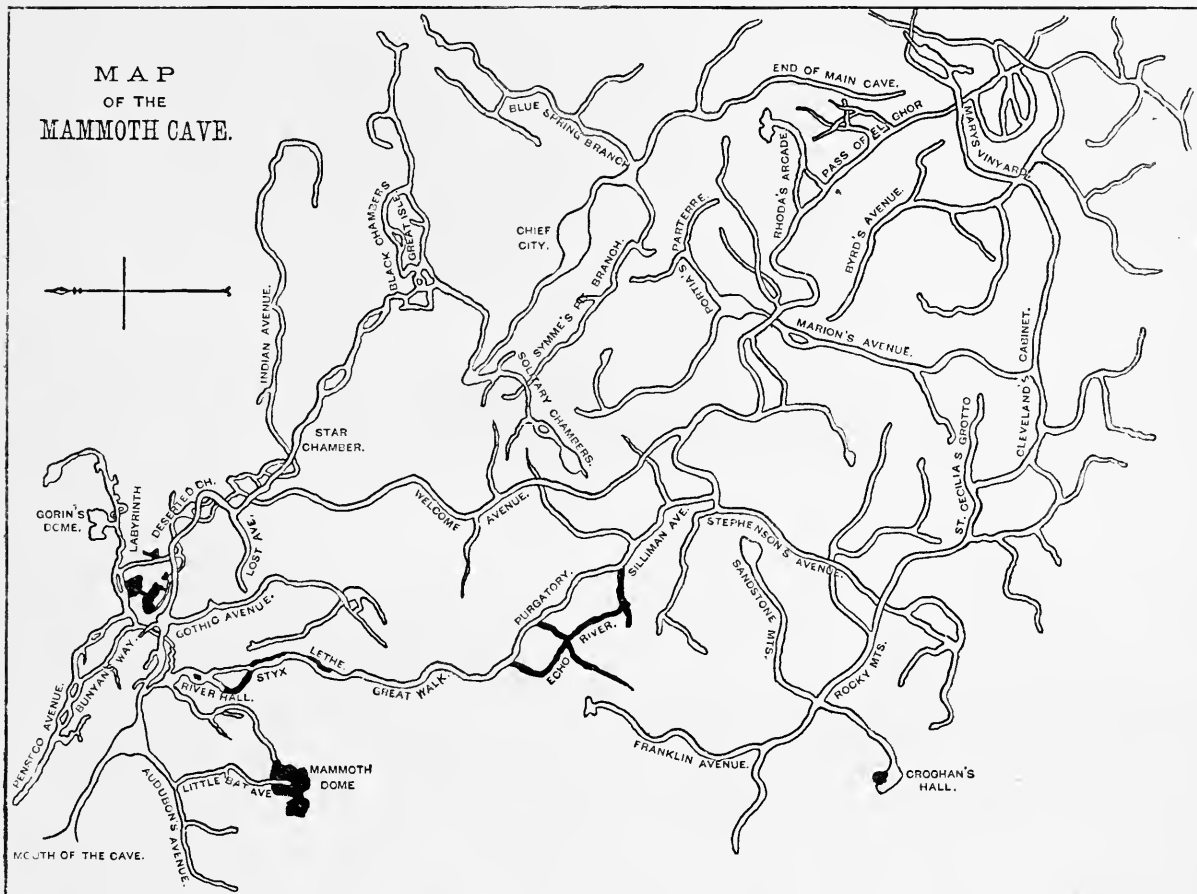 MAP
OF THE
MAMMOTH CAVE.
END OF MAIN CAVE.
BLUE SPRING BRANCH
PASS OF EL GHOR
MARYS VINYARD
RHODA'S ARCADE
BLACK CHAMBERS
GREAT ISLE
CHIEF
CITY.
PARTERRE.
PORTIA'S
BYRD'S AVENUE.
SYMME'S
BRANCH.
INDIAN AVENUE.
MARION'S AVENUE.
CLEVELAND'S CABINET.
SOLITARY CHAMBERS.
STAR
CHAMBER.
ST. CECILIA'S GROTTO
GORIN'S
DOME.
LABYRINTH
DESERTED CH.
LOST AVE.
WELCOME
AVENUE.
SILLIMAN AVE.
STEPHENSON'S AVENUE.
SANDSTONE MTS.
PURGATORY.
ECHO RIVER.
GOTHIC AVENUE.
LETHE.
STYX
GREAT WALK.
RIVER HALL.
ROCKY MTS.
BUNYAN'S WAY.
PENSECO AVENUE.
FRANKLIN AVENUE.
MAMMOTH
DOME
LITTLE BAT AVE
AUDUBON'S AVENUE.
CROGHAN'S
HALL.
MOUTH OF THE CAVE.